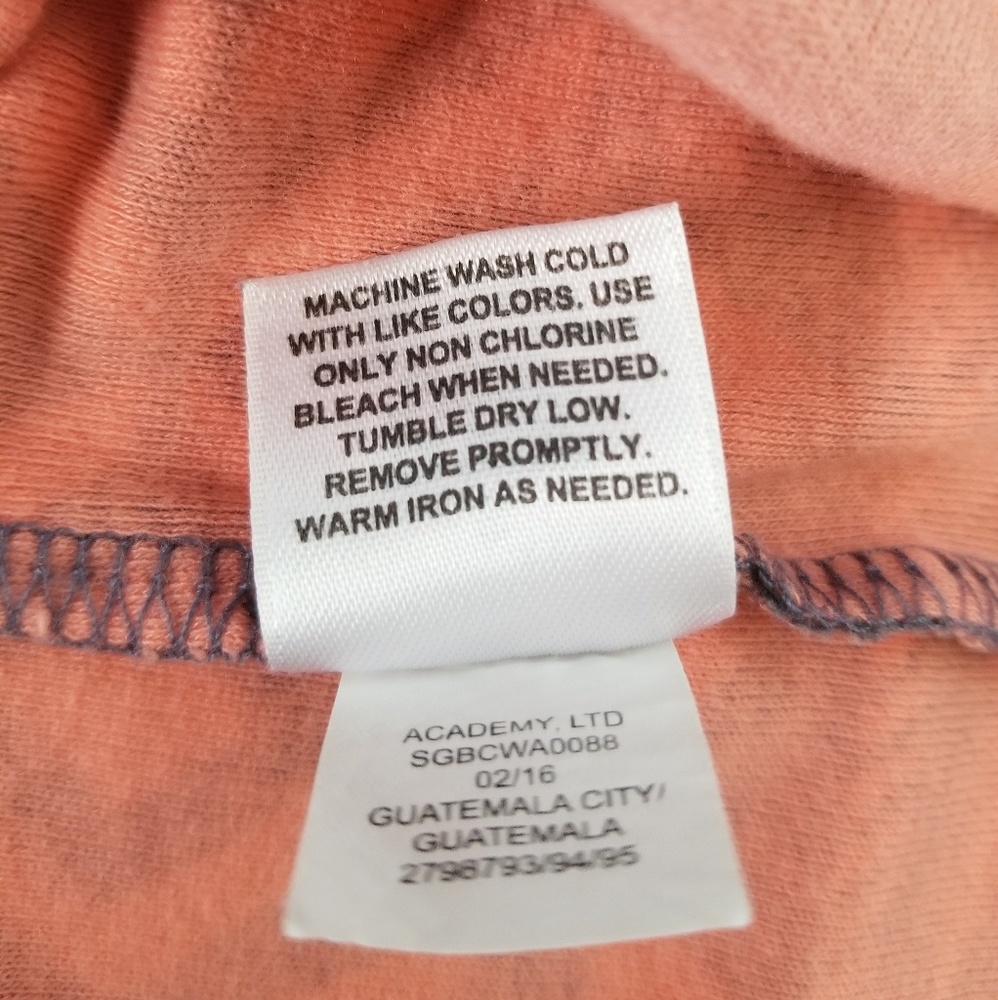 MACHINE WASH COLD
WITH LIKE COLORS. USE
ONLY NON CHLORINE
BLEACH WHEN NEEDED.
TUMBLE DRY LOW.
REMOVE PROMPTLY.
WARM IRON AS NEEDED.
ACADEMY, LTD
SGBCWA0088
02/16
GUATEMALA CITY/
GUATEMALA
2798793/94/95